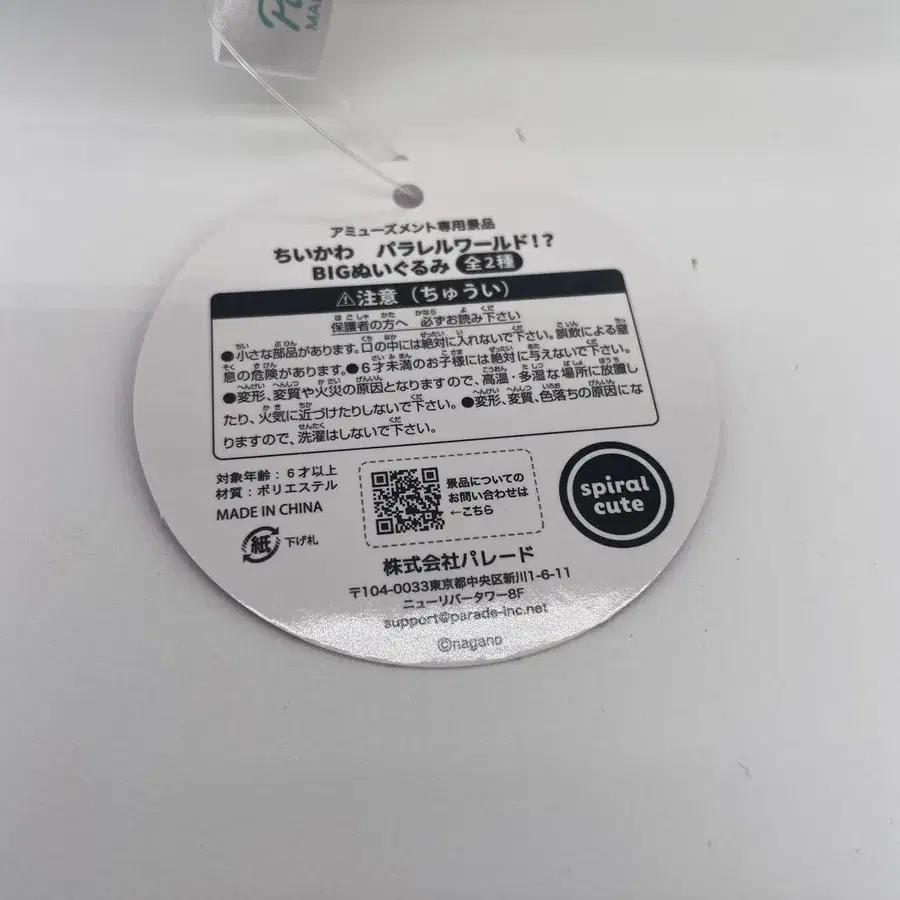 アミューズメント専用景品
ちいかわ パラレルワールド!?
BIGぬいぐるみ 全2種
⚠注意(ちゅうい)
保護者の方へ 必ずお読み下さい
●小さな部品があります。口の中には絶対に入れないで下さい。誤飲による窒
息の危険があります。●6才未満のお子様には絶対に与えないで下さい。
●変形、変質や火災の原因となりますので、高温・多湿な場所に放置し
たり、火気に近づけたりしないで下さい。●変形、変質、色落ちの原因にな
りますので、洗濯はしないで下さい。
対象年齢:6才以上
材質:ポリエステル
MADE IN CHINA
紙 下げ札
景品についての
お問い合わせは
←こちら
spiral
cute
株式会社パレード
〒104-0033東京都中央区新川1-6-11
ニューリバータワー8F
support@parade-inc.net
©nagano